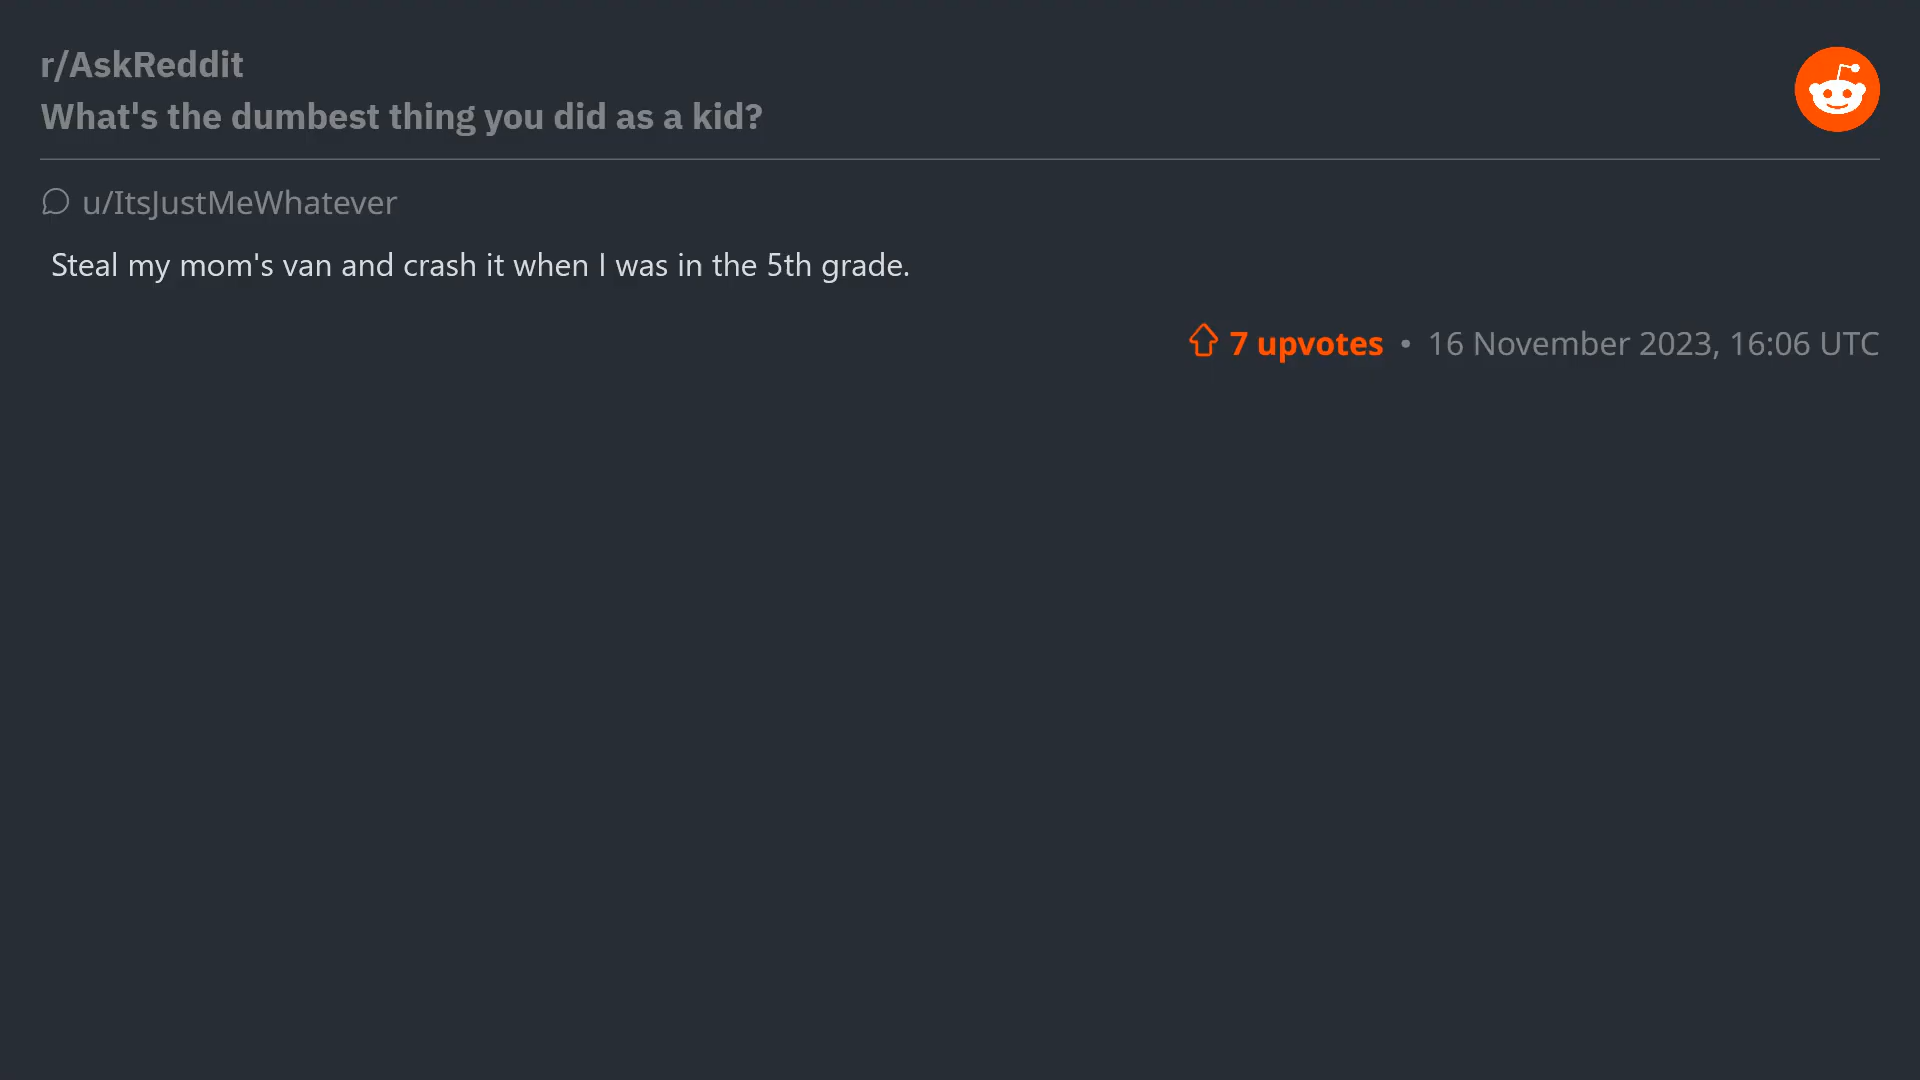 r/AskReddit
What's the dumbest thing you did as a kid?
u/ItsJustMeWhatever
Steal my mom's van and crash it when I was in the 5th grade.
7 upvotes • 16 November 2023, 16:06 UTC